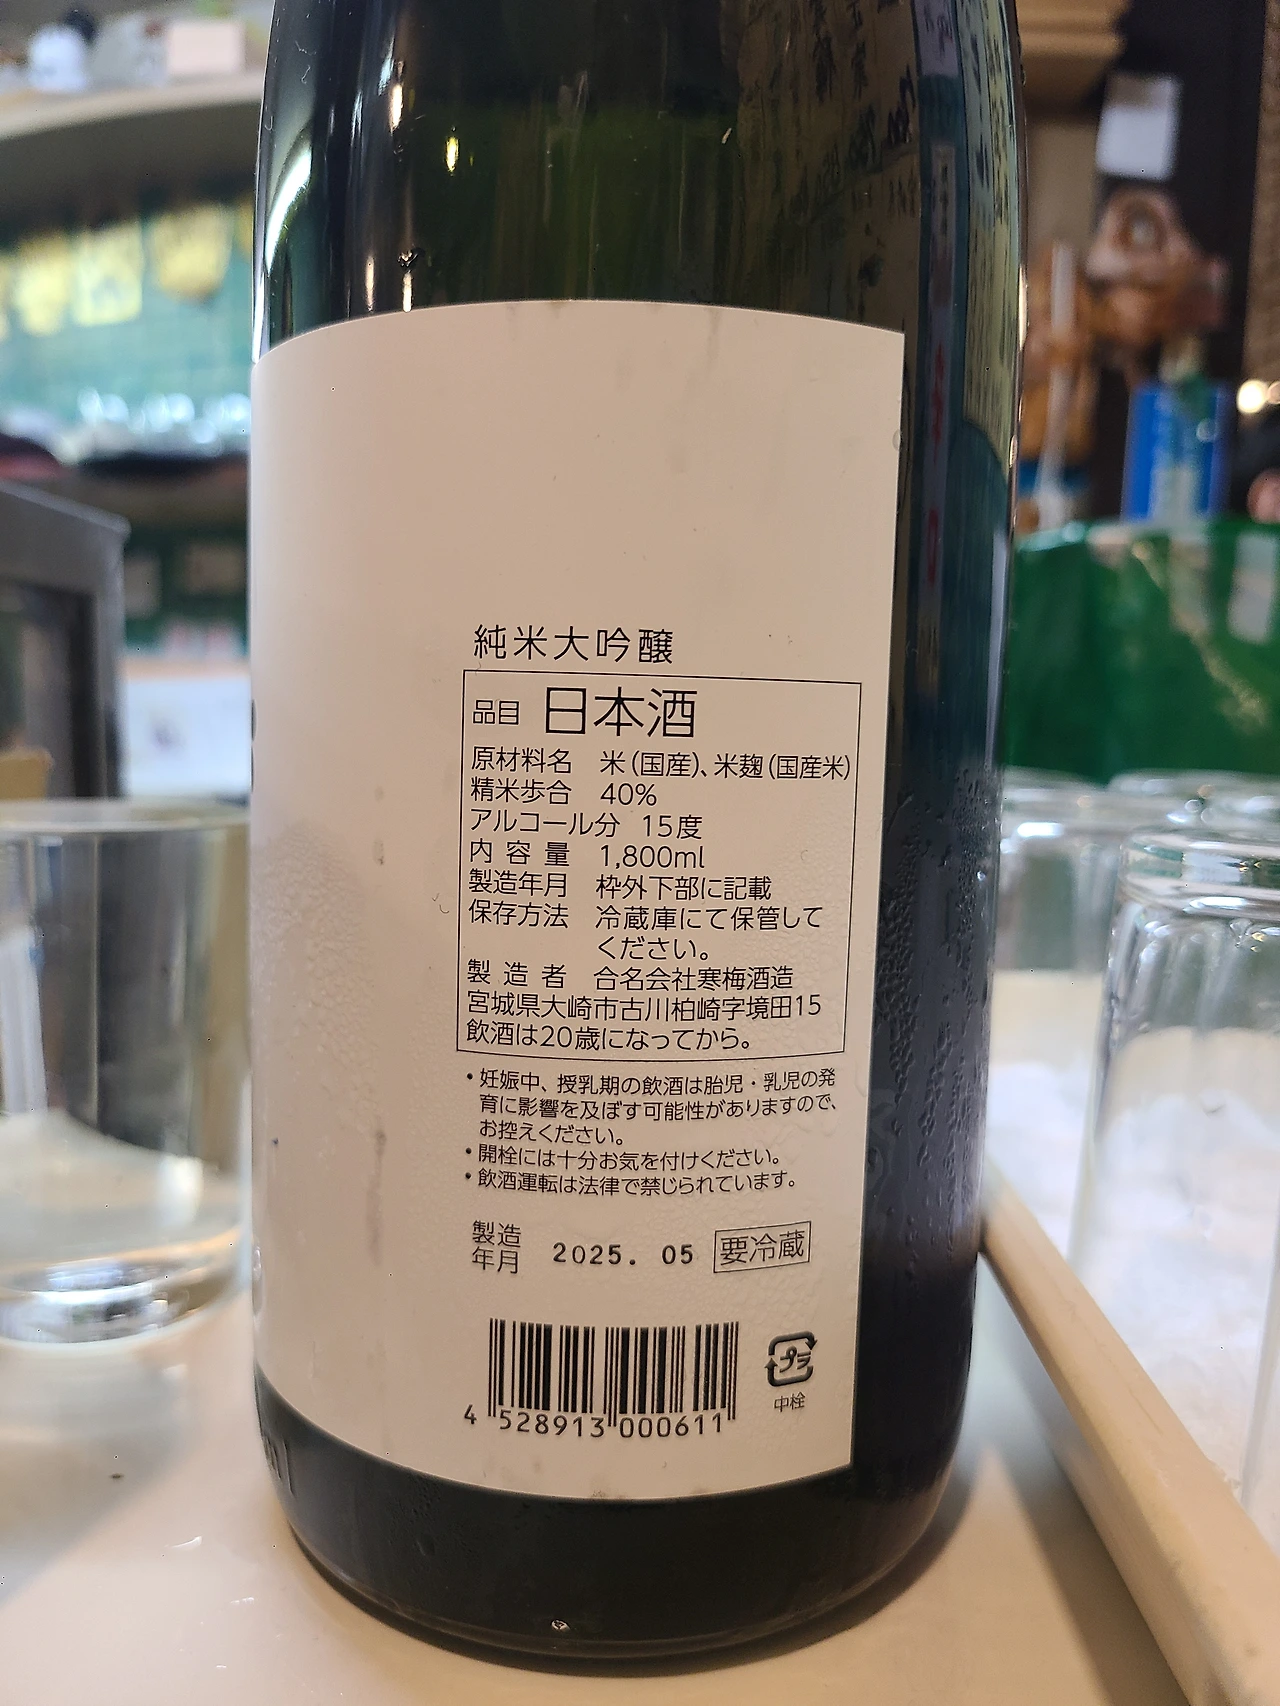 純米大吟醸
品目 日本酒
原材料名 米(国産)、米麹(国産米)
精米歩合 40%
アルコール分 15度
内容量 1,800ml
製造年月 枠外下部に記載
保存方法 冷蔵庫にて保管して
ください。
製造者 合名会社寒梅酒造
宮城県大崎市古川柏崎字境田15
飲酒は20歳になってから。
・妊娠中、授乳期の飲酒は胎児・乳児の発
育に影響を及ぼす可能性がありますので、
お控えください。
・開栓には十分お気を付けください。
・飲酒運転は法律で禁じられています。
製造
年月 2025. 05 要冷蔵
4 528913 000611
プラ
中栓